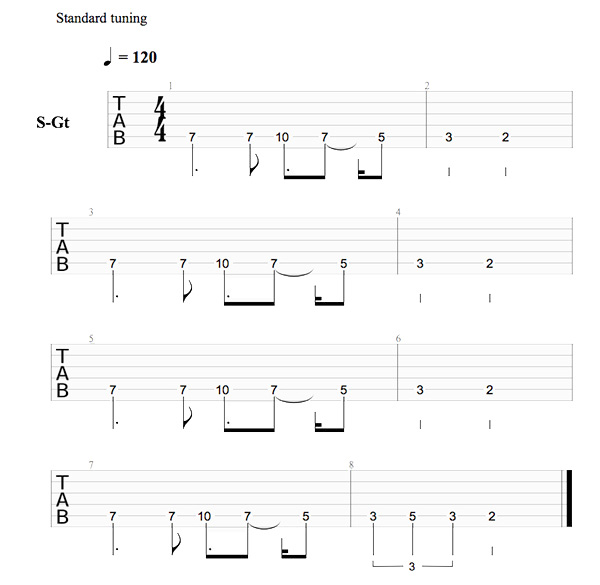 Standard tuning
♩ = 120
1 2
S-Gt
T A B 4/4 7 7 10 7 5 3 2
3 4
T A B 7 7 10 7 5 3 2
5 6
T A B 7 7 10 7 5 3 2
7 8
T A B 7 7 10 7 5 3 5 3 2
3